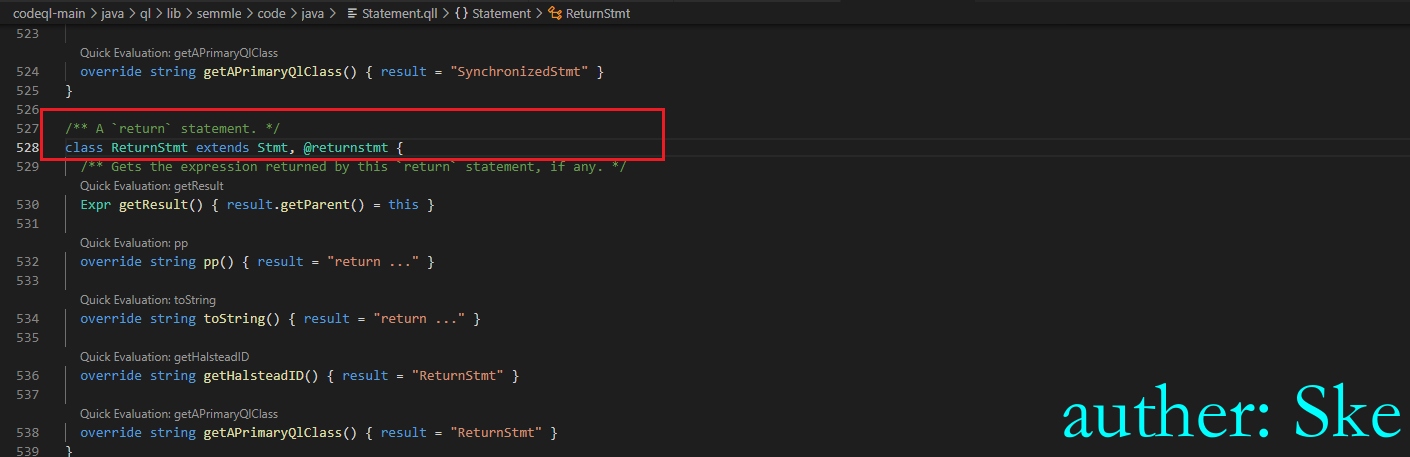 codeql-main > java > ql > lib > semmle > code > java > Statement.qll > {} Statement > ReturnStmt
523
Quick Evaluation: getAPrimaryQlClass
524 override string getAPrimaryQlClass() { result = "SynchronizedStmt" }
525 }
526
527 /** A `return` statement. */
528 class ReturnStmt extends Stmt, @returnstmt {
529 /** Gets the expression returned by this `return` statement, if any. */
Quick Evaluation: getResult
530 Expr getResult() { result.getParent() = this }
531
Quick Evaluation: pp
532 override string pp() { result = "return ..." }
533
Quick Evaluation: toString
534 override string toString() { result = "return ..." }
535
Quick Evaluation: getHalsteadID
536 override string getHalsteadID() { result = "ReturnStmt" }
537
Quick Evaluation: getAPrimaryQlClass
538 override string getAPrimaryQlClass() { result = "ReturnStmt" }
539 }
auther: Ske